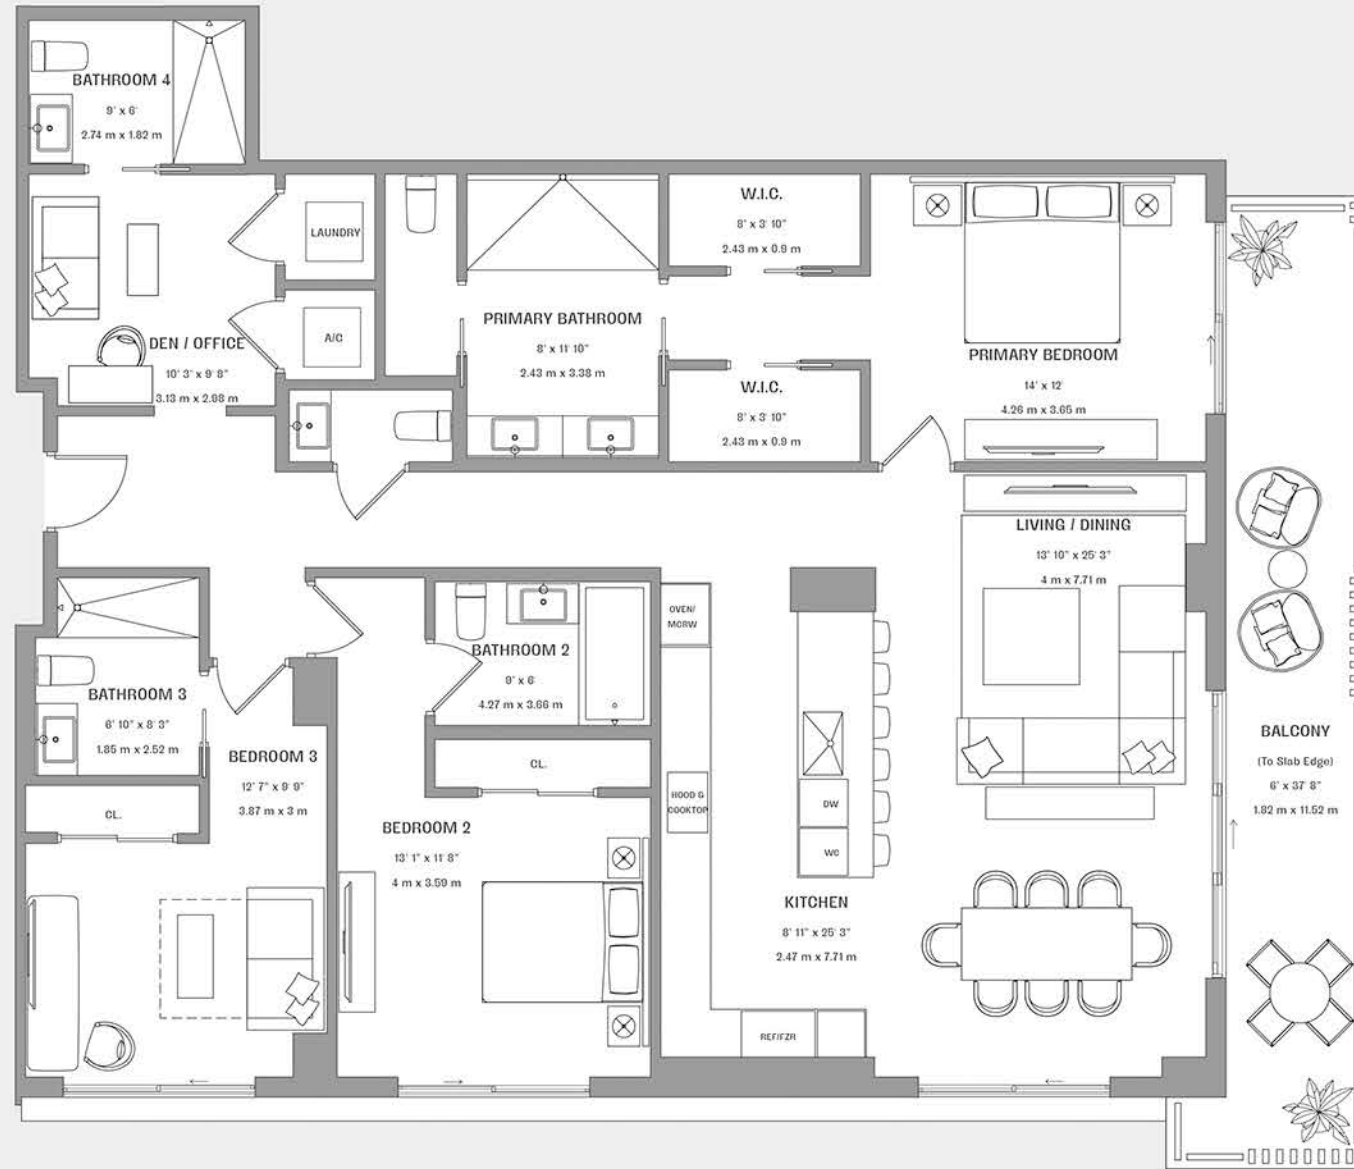 BATHROOM 4
9' x 6'
2.74 m x 1.82 m
LAUNDRY
A/C
DEN / OFFICE
10' 3" x 9' 8"
3.13 m x 2.98 m
PRIMARY BATHROOM
8' x 11' 10"
2.43 m x 3.38 m
W.I.C.
8' x 3' 10"
2.43 m x 0.9 m
W.I.C.
8' x 3' 10"
2.43 m x 0.9 m
PRIMARY BEDROOM
14' x 12'
4.26 m x 3.65 m
LIVING / DINING
13' 10" x 25' 3"
4 m x 7.71 m
OVEN/
MCRW
BATHROOM 2
9' x 6'
4.27 m x 3.66 m
BATHROOM 3
6' 10" x 8' 3"
1.85 m x 2.52 m
BEDROOM 3
12' 7" x 9' 9"
3.87 m x 3 m
CL.
CL.
BEDROOM 2
13' 1" x 11' 8"
4 m x 3.59 m
HOOD &
COOKTOP
DW
WC
KITCHEN
8' 11" x 25' 3"
2.47 m x 7.71 m
REF/FZR
BALCONY
(To Slab Edge)
6' x 37' 8"
1.82 m x 11.52 m